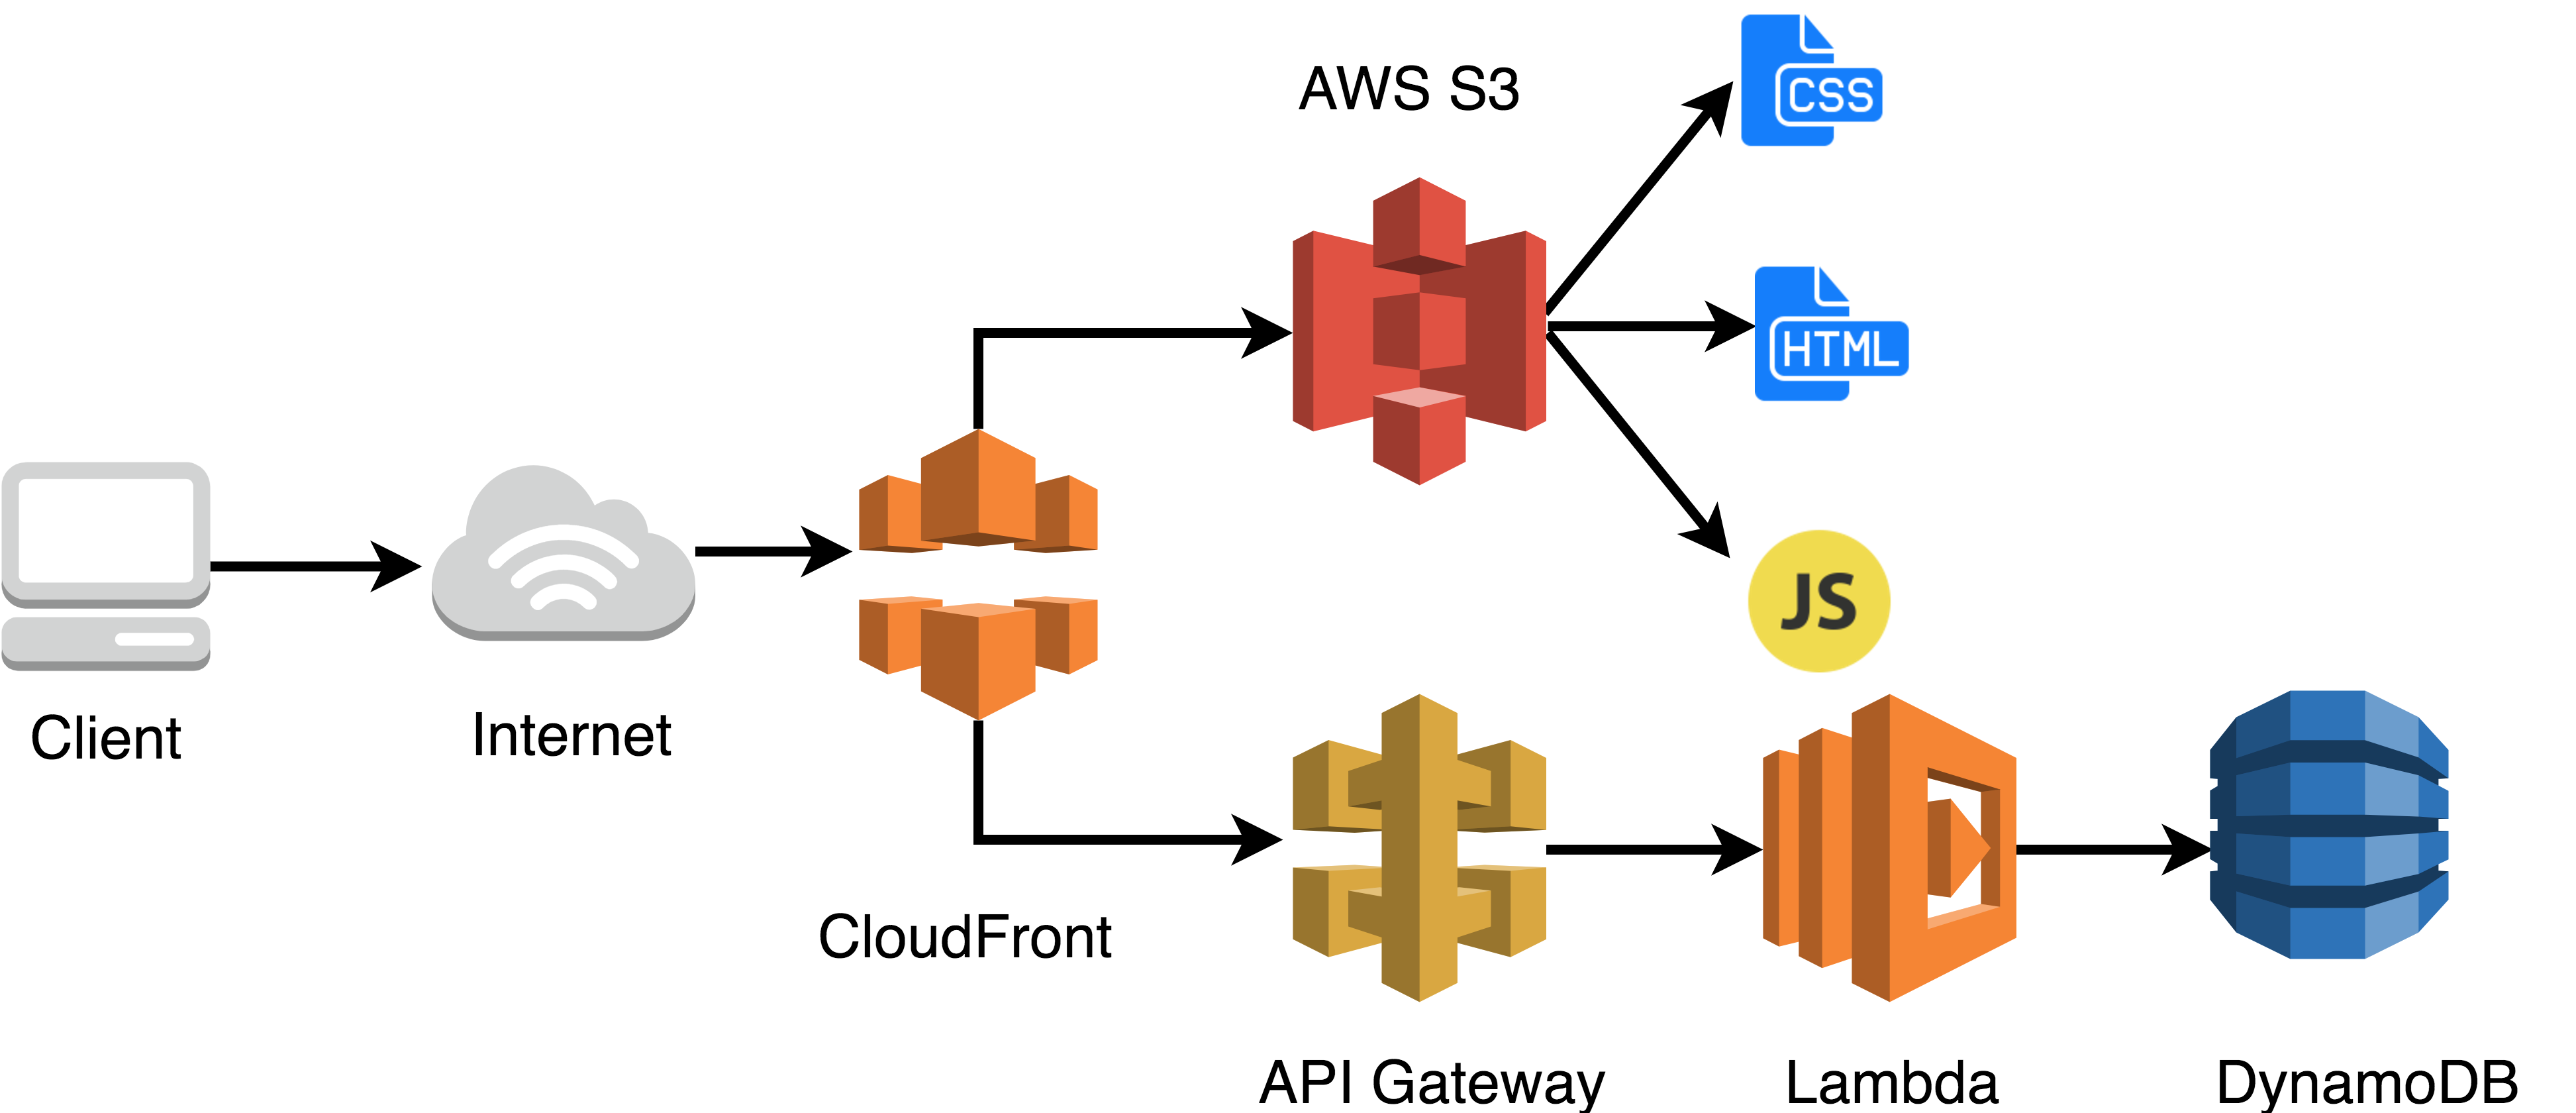 AWS S3
CSS
HTML
JS
Client
Internet
CloudFront
API Gateway
Lambda
DynamoDB